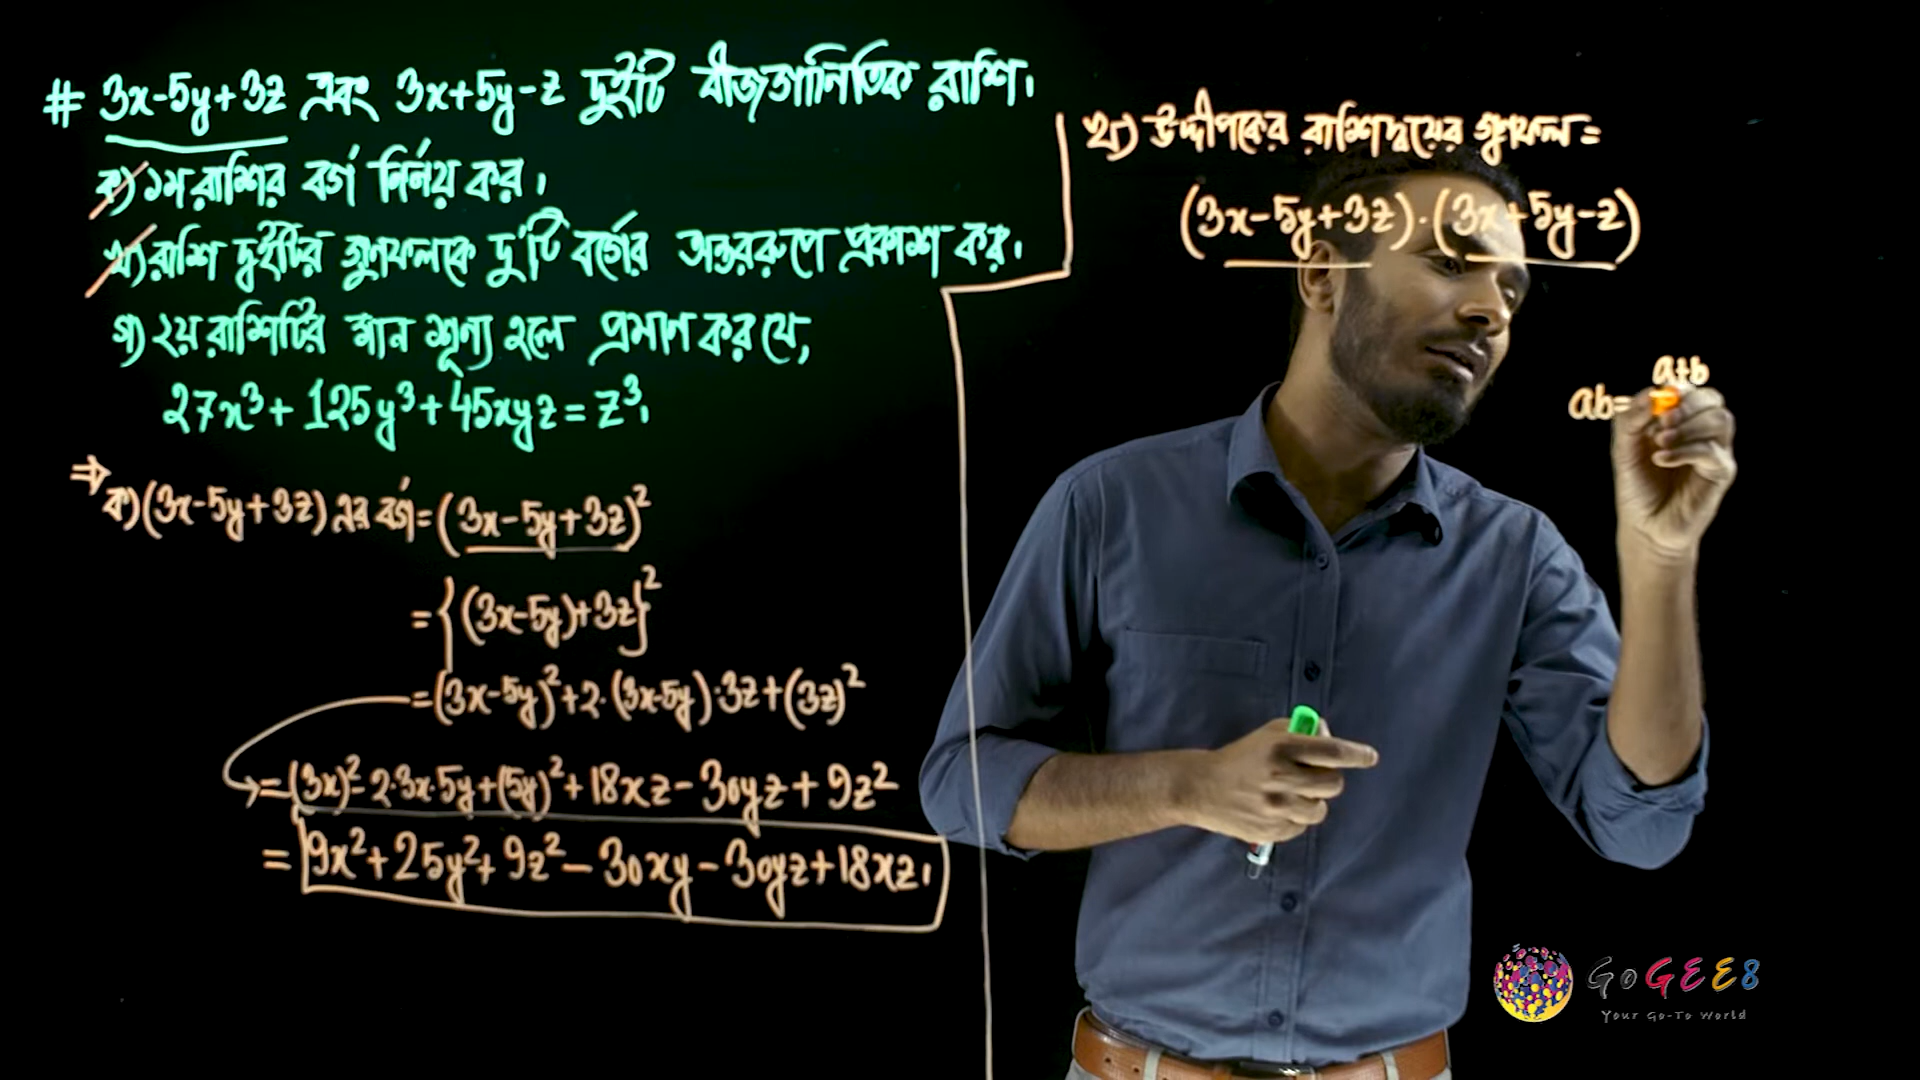 # 3x-5y+3z এবং 3x+5y-z দুইটি বীজগানিতিক রাশি।
ক) ১ম রাশির বর্গ নির্নয় কর।
খ) রাশি দুইটির গুণফলকে দু'টি বর্গের অন্তররুপে প্রকাশ কর।
গ) ২য় রাশিটির মান শূন্য হলে প্রমাণ কর যে,
27x³+125y³+45xyz=z³।
⇒ ক) (3x-5y+3z) এর বর্গ = (3x-5y+3z)²
= {(3x-5y)+3z}²
= (3x-5y)²+2·(3x-5y)·3z+(3z)²
= (3x)²-2·3x·5y+(5y)²+18xz-30yz+9z²
= 9x²+25y²+9z²-30xy-30yz+18xz।
খ) উদ্দীপকের রাশিদ্বয়ের গুণফল =
(3x-5y+3z)·(3x+5y-z)
a+b
ab=
GoGEE8
Your Go-To World